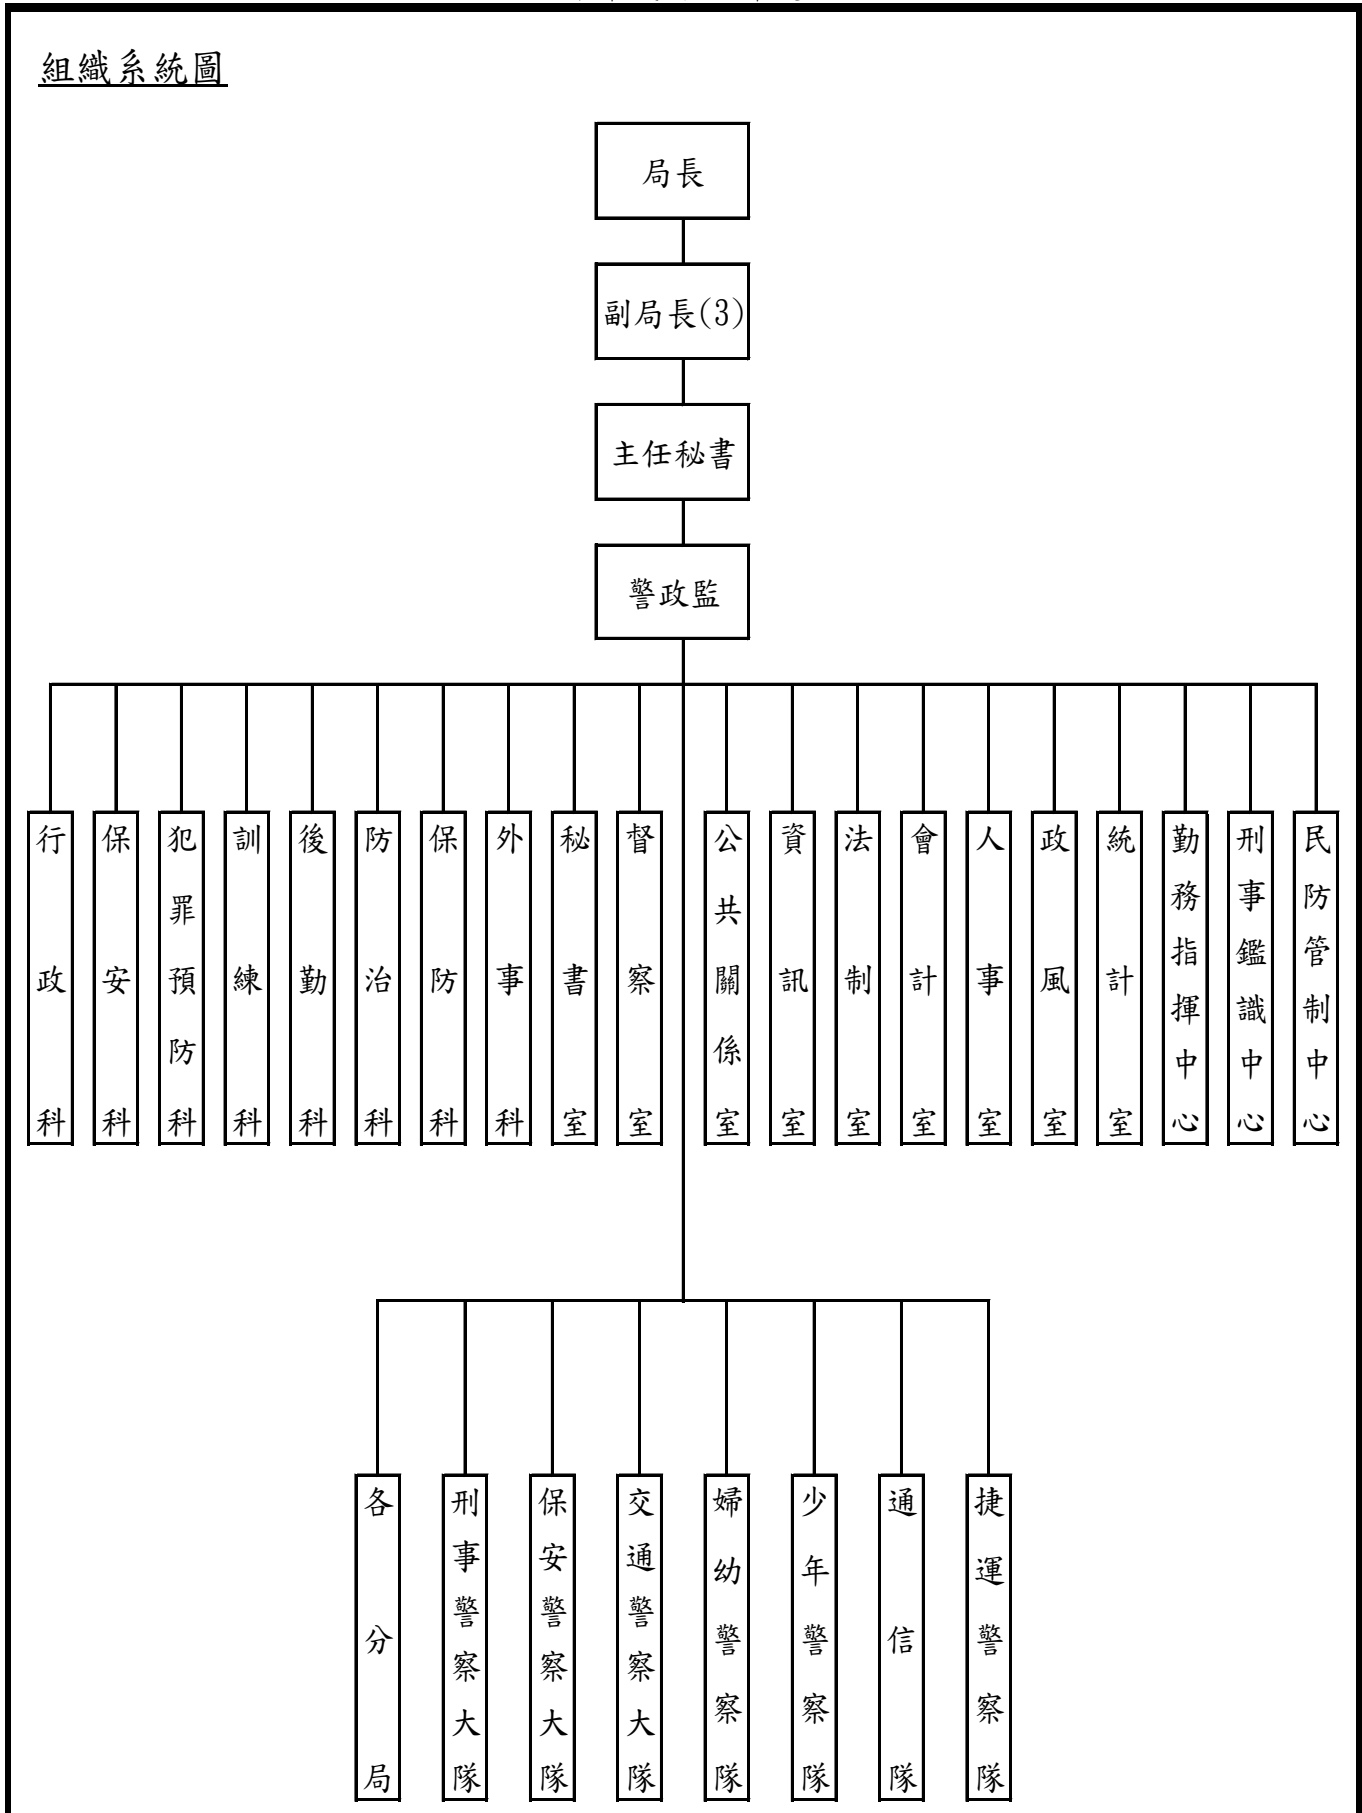 組織系統圖
局長
副局長(3)
主任秘書
警政監
行政科
保安科
犯罪預防科
訓練科
後勤科
防治科
保防科
外事科
秘書室
督察室
公共關係室
資訊室
法制室
會計室
人事室
政風室
統計室
勤務指揮中心
刑事鑑識中心
民防管制中心
各分局
刑事警察大隊
保安警察大隊
交通警察大隊
婦幼警察隊
少年警察隊
通信隊
捷運警察隊